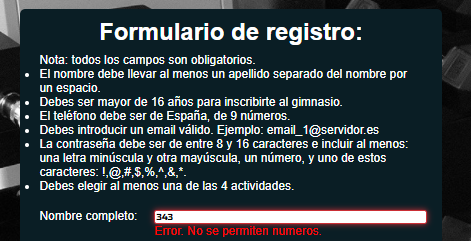 Formulario de registro:
Nota: todos los campos son obligatorios.
El nombre debe llevar al menos un apellido separado del nombre por
un espacio.
Debes ser mayor de 16 años para inscribirte al gimnasio.
El teléfono debe ser de España, de 9 números.
Debes introducir un email válido. Ejemplo: email_1@servidor.es
La contraseña debe ser de entre 8 y 16 caracteres e incluir al menos:
una letra minúscula y otra mayúscula, un número, y uno de estos
caracteres: !,@,#,$,%,^,&,*.
Debes elegir al menos una de las 4 actividades.
Nombre completo: 343
Error. No se permiten numeros.